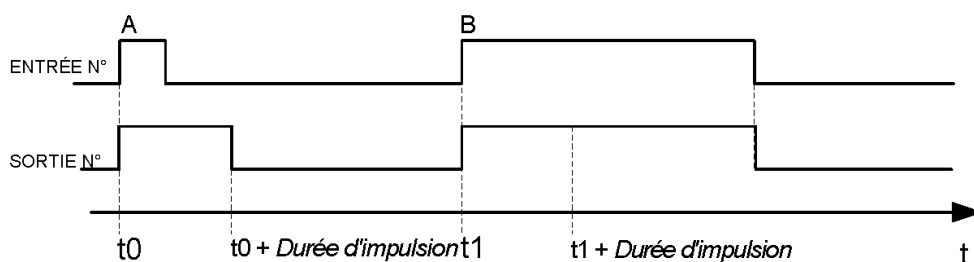 A B
ENTRÉE N°
SORTIE N°
t0 t0 + Durée d'impulsion t1 t1 + Durée d'impulsion t